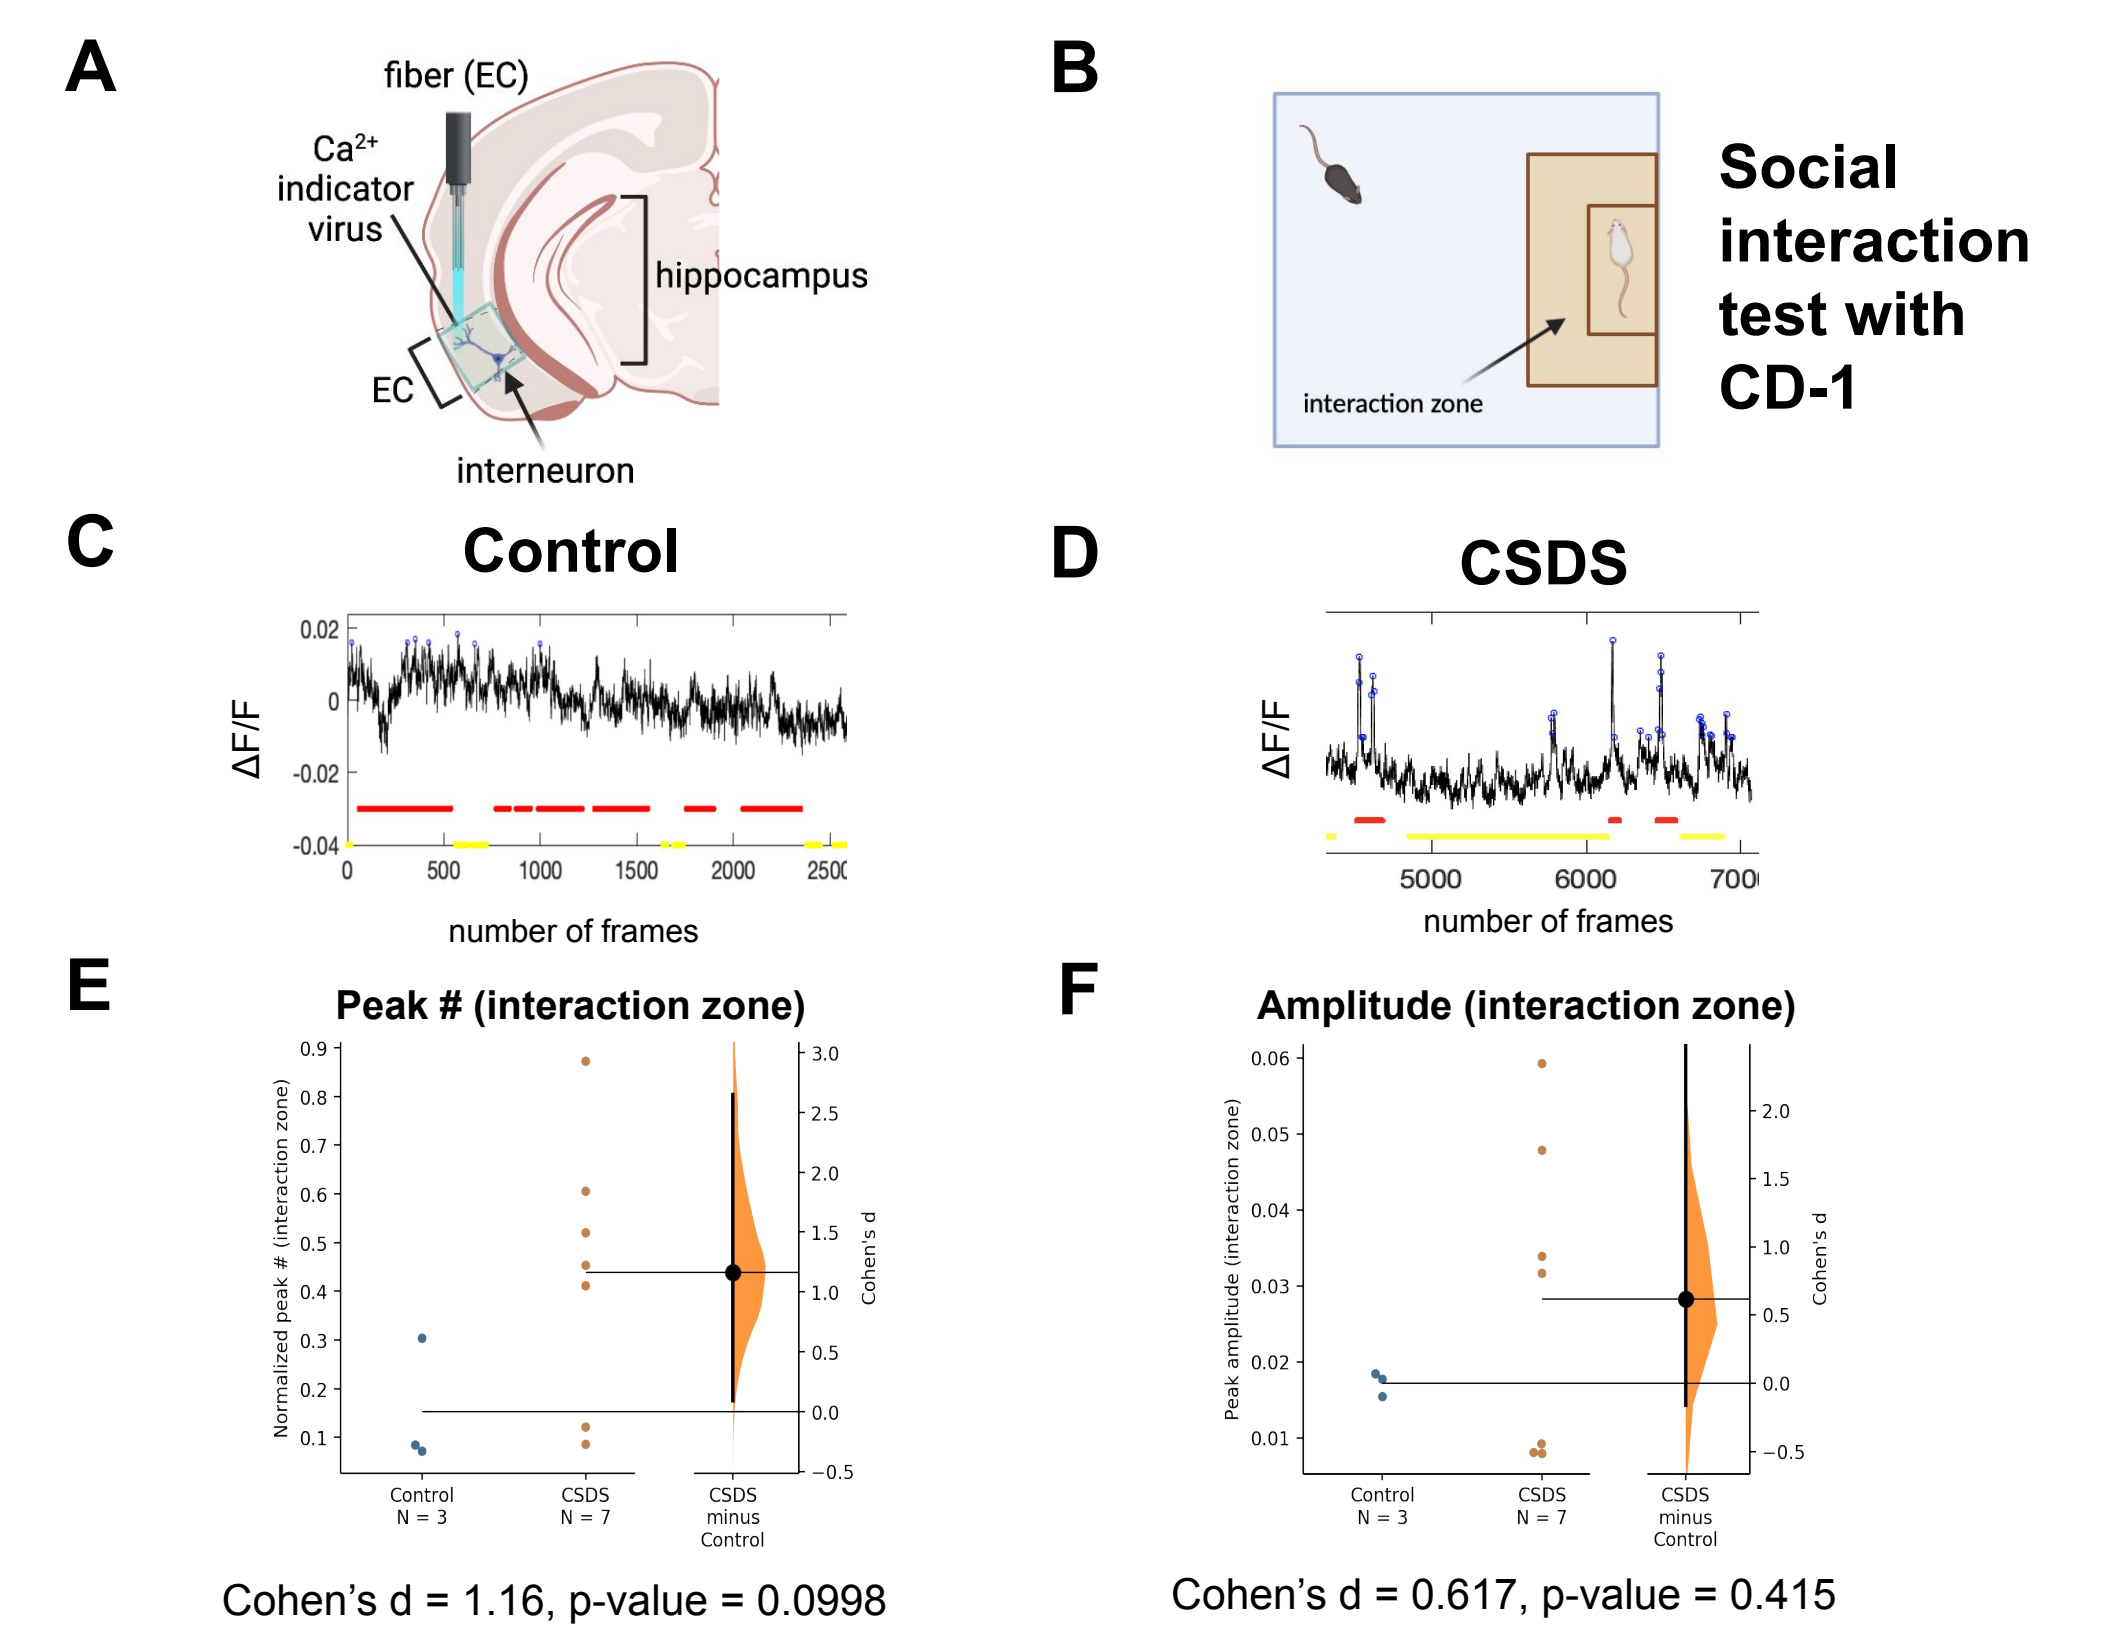 A
fiber (EC)
Ca2+
indicator
virus
hippocampus
EC
interneuron
B
interaction zone
Social
interaction
test with
CD-1
C
Control
0.02
0
-0.02
-0.04
ΔF/F
0 500 1000 1500 2000 2500
number of frames
D
CSDS
ΔF/F
5000 6000 700
number of frames
E
Peak # (interaction zone)
Normalized peak # (interaction zone)
0.9
0.8
0.7
0.6
0.5
0.4
0.3
0.2
0.1
3.0
2.5
2.0
1.5
1.0
0.5
0.0
−0.5
Cohen's d
Control
N = 3
CSDS
N = 7
CSDS
minus
Control
Cohen’s d = 1.16, p-value = 0.0998
F
Amplitude (interaction zone)
Peak amplitude (interaction zone)
0.06
0.05
0.04
0.03
0.02
0.01
2.0
1.5
1.0
0.5
0.0
−0.5
Cohen's d
Control
N = 3
CSDS
N = 7
CSDS
minus
Control
Cohen’s d = 0.617, p-value = 0.415